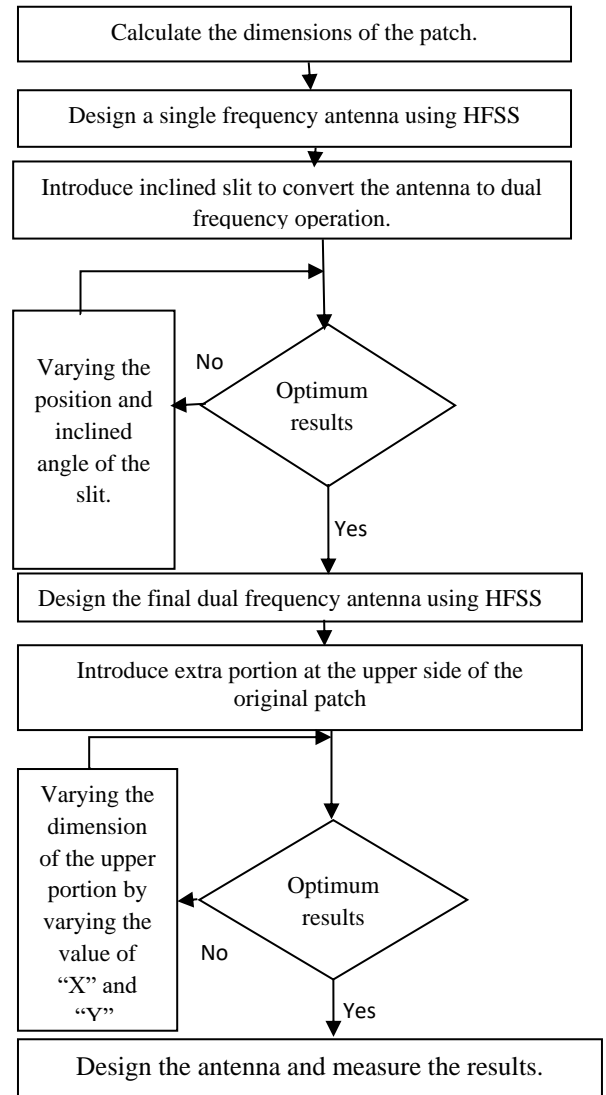 Calculate the dimensions of the patch.
Design a single frequency antenna using HFSS
Introduce inclined slit to convert the antenna to dual
frequency operation.
No
Varying the
position and
inclined
angle of the
slit.
Optimum
results
Yes
Design the final dual frequency antenna using HFSS
Introduce extra portion at the upper side of the
original patch
Varying the
dimension
of the upper
portion by
varying the
value of
“X” and
“Y”
Optimum
results
No
Yes
Design the antenna and measure the results.